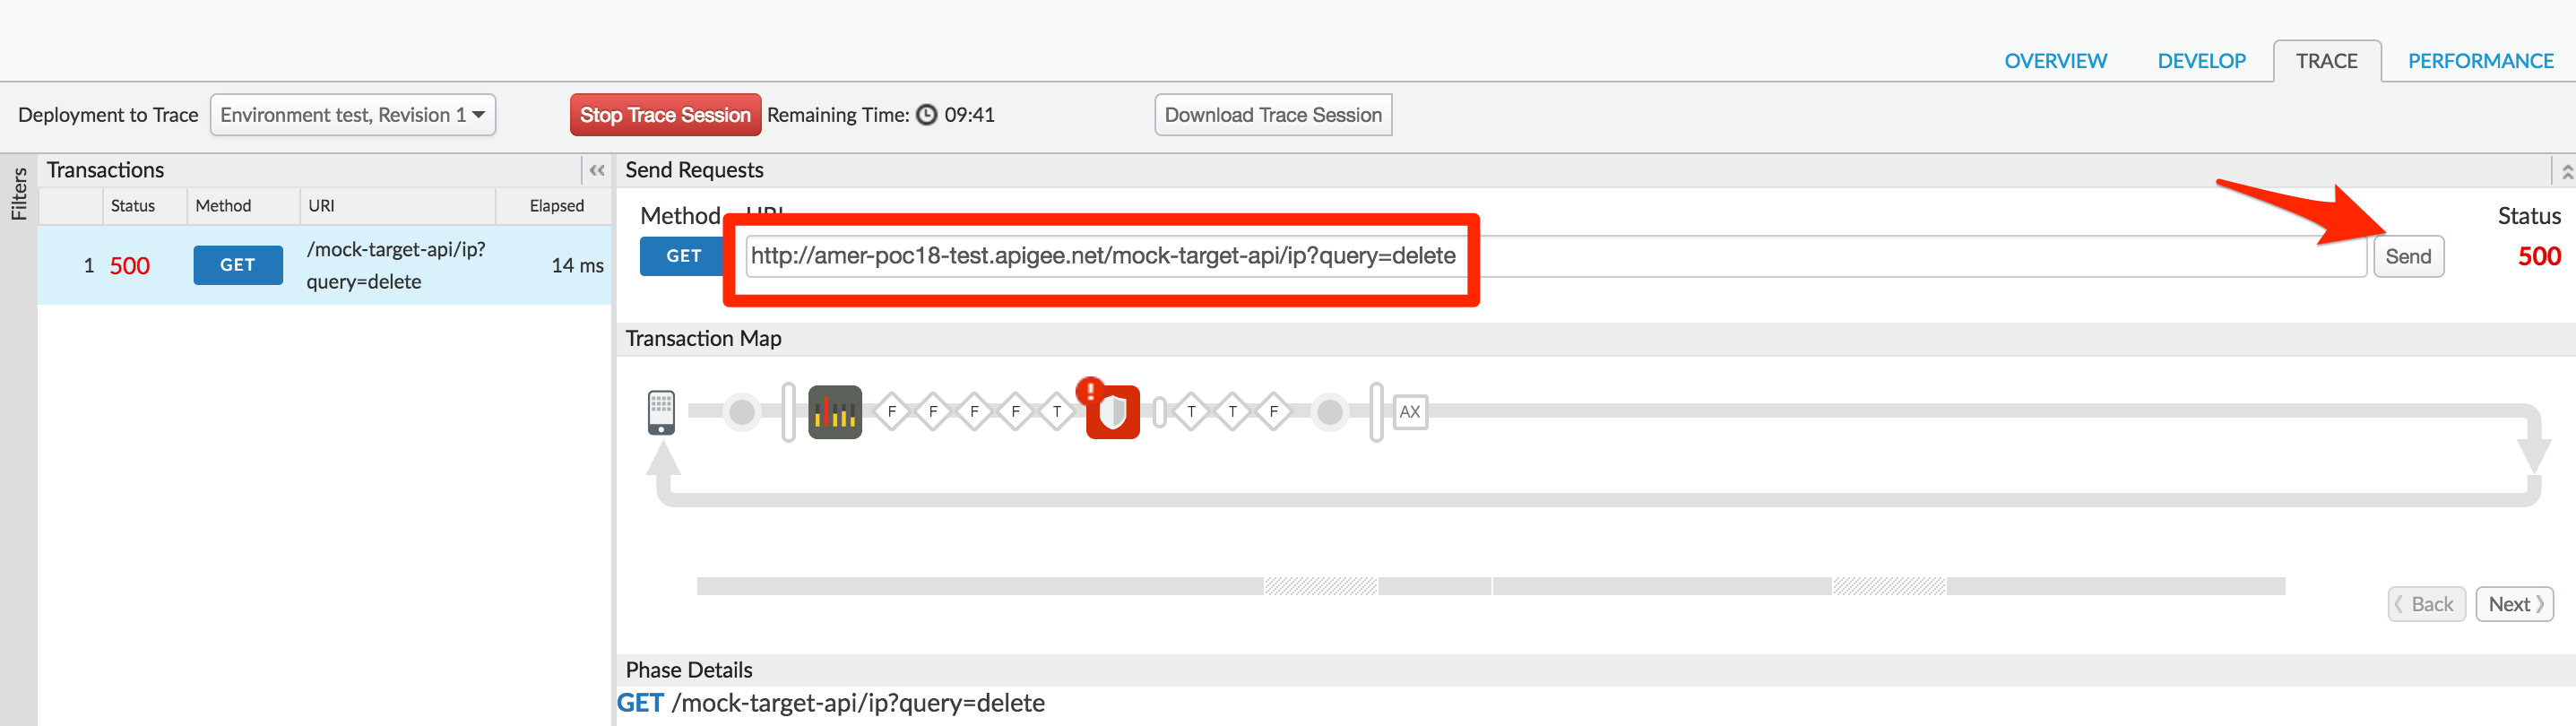 OVERVIEW DEVELOP TRACE PERFORMANCE
Deployment to Trace Environment test, Revision 1 Stop Trace Session Remaining Time: 09:41 Download Trace Session
Filters
Transactions
Status Method URI Elapsed
1 500 GET /mock-target-api/ip?
query=delete 14 ms
Send Requests
Method URI Status
GET http://amer-poc18-test.apigee.net/mock-target-api/ip?query=delete Send 500
Transaction Map
F F F F T T T F AX
Back Next
Phase Details
GET /mock-target-api/ip?query=delete